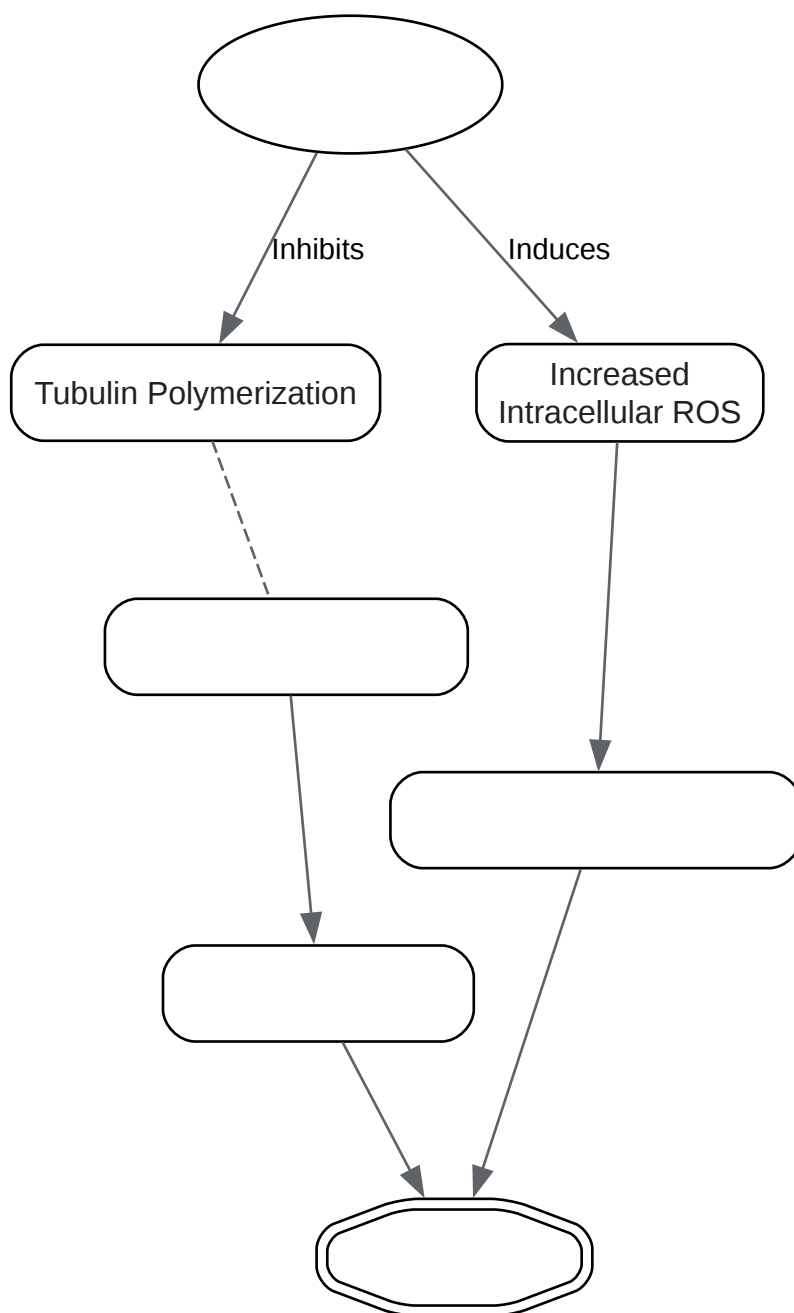 Inhibits
Induces
Tubulin Polymerization
Increased
Intracellular ROS